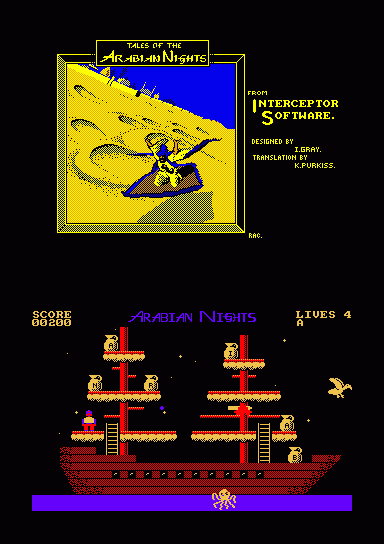 TALES OF THE
ARABIAN NIGHTS
FROM
INTERCEPTOR
SOFTWARE.
DESIGNED BY
I.GRAY.
TRANSLATION BY
K.PURKISS.
RAC.
SCORE
00200
ARABIAN NIGHTS
LIVES 4
A
A
I
N
R
A
B